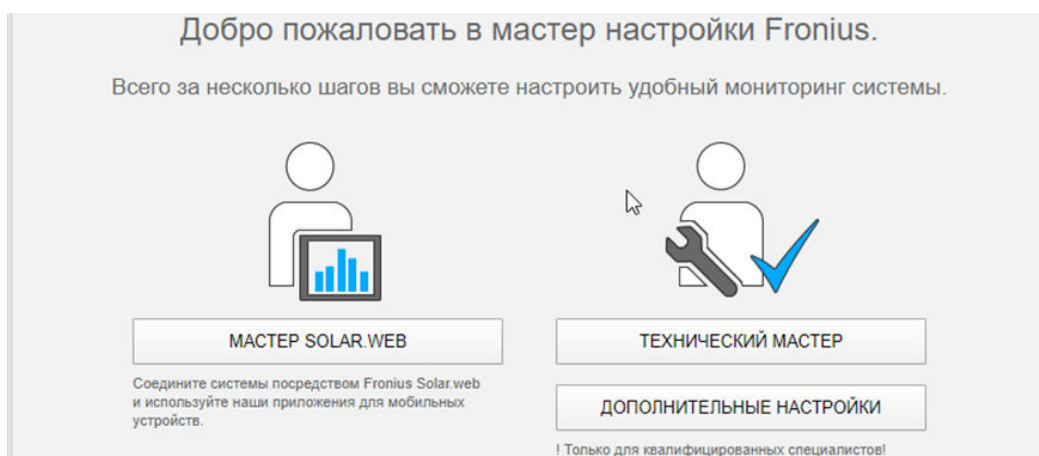 Добро пожаловать в мастер настройки Fronius.
Всего за несколько шагов вы сможете настроить удобный мониторинг системы.
МАСТЕР SOLAR.WEB
Соедините системы посредством Fronius Solar.web
и используйте наши приложения для мобильных
устройств.
ТЕХНИЧЕСКИЙ МАСТЕР
ДОПОЛНИТЕЛЬНЫЕ НАСТРОЙКИ
! Только для квалифицированных специалистов!